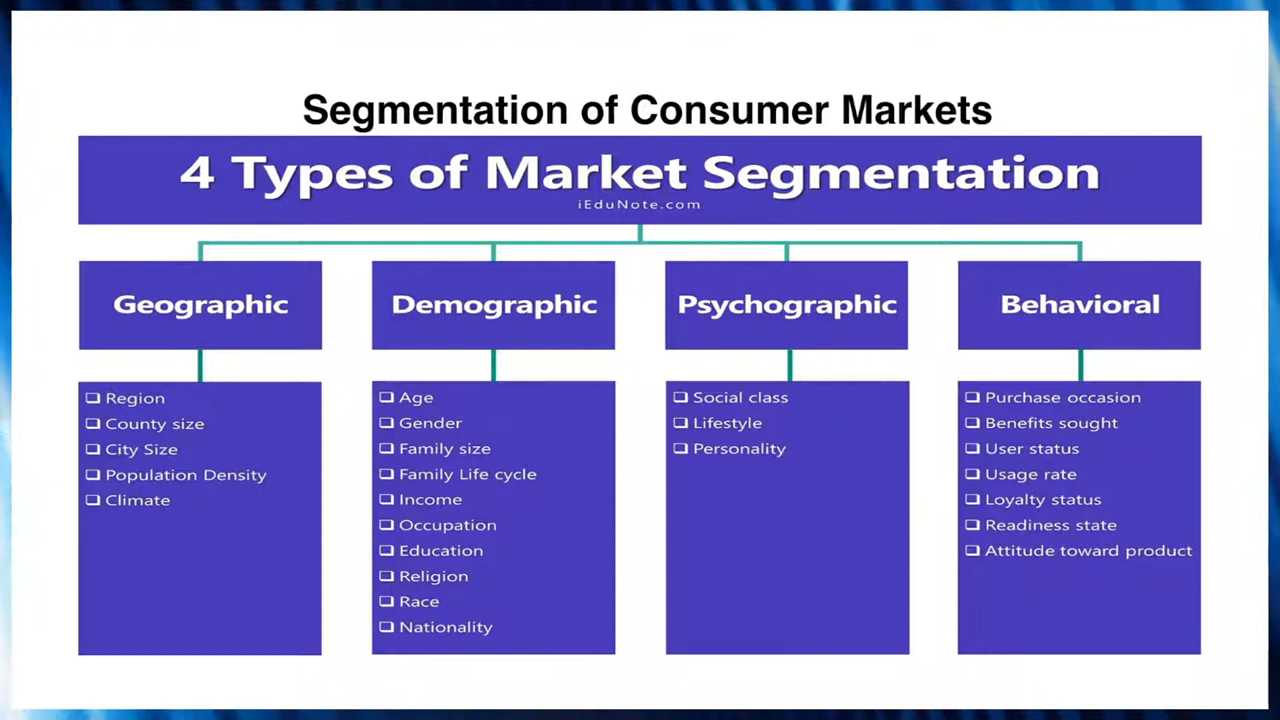 Segmentation of Consumer Markets
4 Types of Market Segmentation
iEduNote.com
Geographic
Region
County size
City Size
Population Density
Climate
Demographic
Age
Gender
Family size
Family Life cycle
Income
Occupation
Education
Religion
Race
Nationality
Psychographic
Social class
Lifestyle
Personality
Behavioral
Purchase occasion
Benefits sought
User status
Usage rate
Loyalty status
Readiness state
Attitude toward product